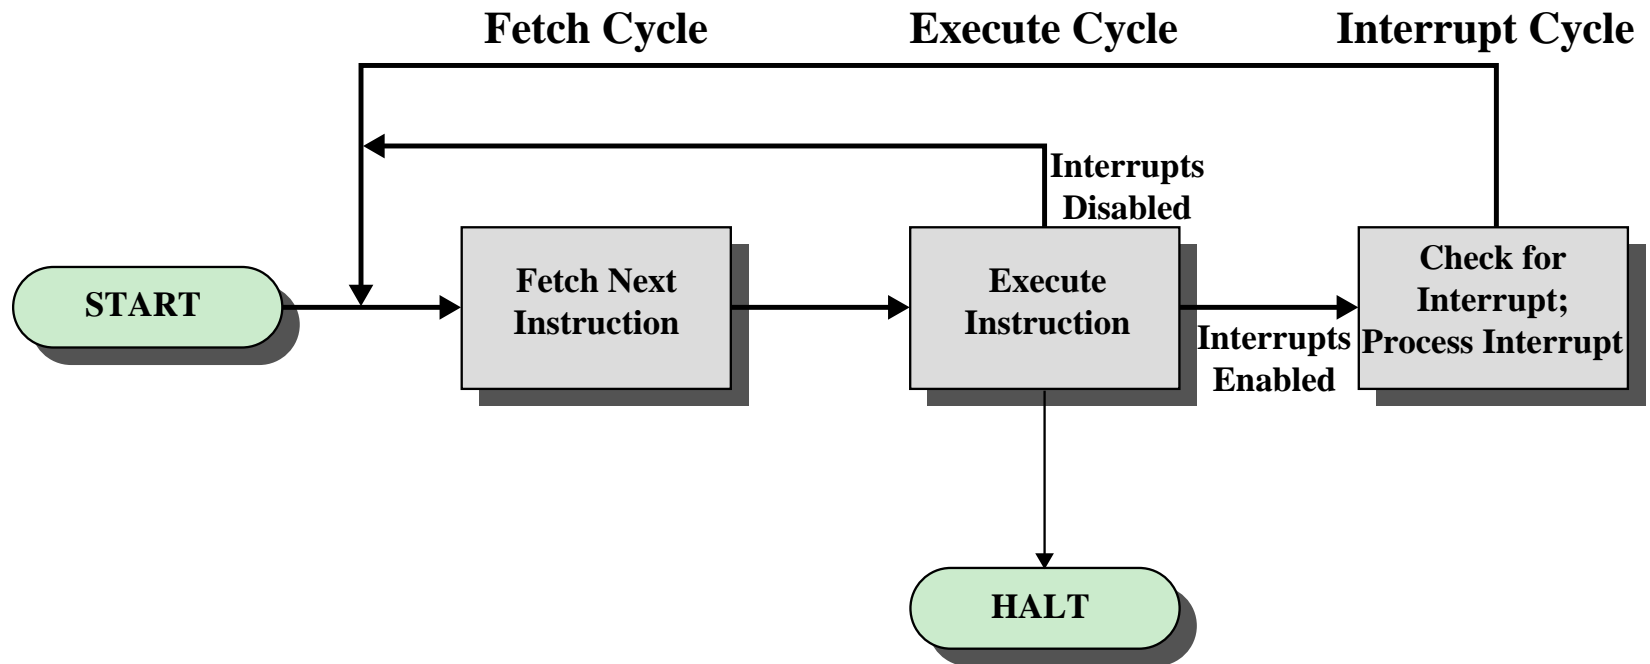 Fetch Cycle
Execute Cycle
Interrupt Cycle
Interrupts
Disabled
START
Fetch Next
Instruction
Execute
Instruction
Interrupts
Enabled
Check for
Interrupt;
Process Interrupt
HALT